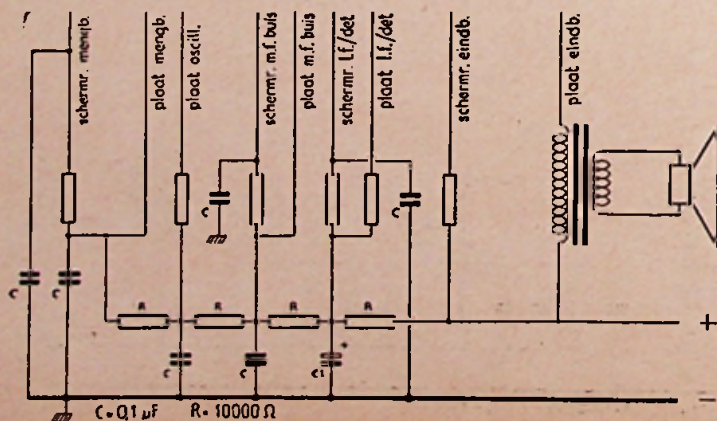 schermr. mengb.
plaat mengb.
plaat oscill.
schermr. m.f. buis
plaat m.f. buis
schermr. l.f./det
plaat l.f./det.
schermr. eindb.
plaat eindb.
C
C
C
C
R
R
R
R
+
C
C
C1
+
−
C = 0,1 µF R = 10000 Ω